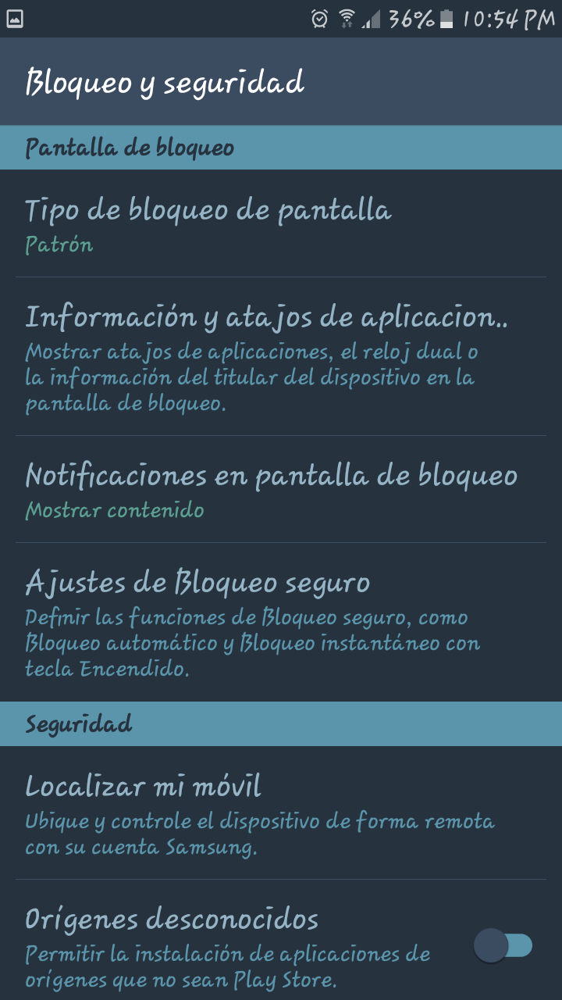 36% 10:54 PM
Bloqueo y seguridad
Pantalla de bloqueo
Tipo de bloqueo de pantalla
Patrón
Información y atajos de aplicacion..
Mostrar atajos de aplicaciones, el reloj dual o
la información del titular del dispositivo en la
pantalla de bloqueo.
Notificaciones en pantalla de bloqueo
Mostrar contenido
Ajustes de Bloqueo seguro
Definir las funciones de Bloqueo seguro, como
Bloqueo automático y Bloqueo instantáneo con
tecla Encendido.
Seguridad
Localizar mi móvil
Ubique y controle el dispositivo de forma remota
con su cuenta Samsung.
Orígenes desconocidos
Permitir la instalación de aplicaciones de
orígenes que no sean Play Store.